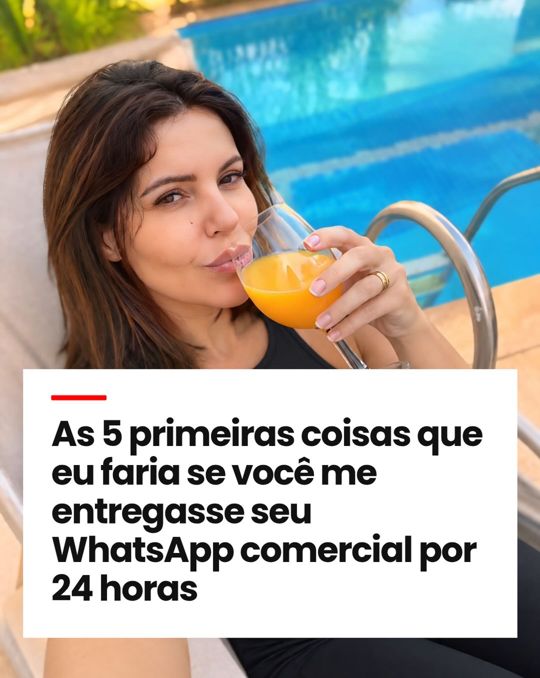 As 5 primeiras coisas que
eu faria se você me
entregasse seu
WhatsApp comercial por
24 horas